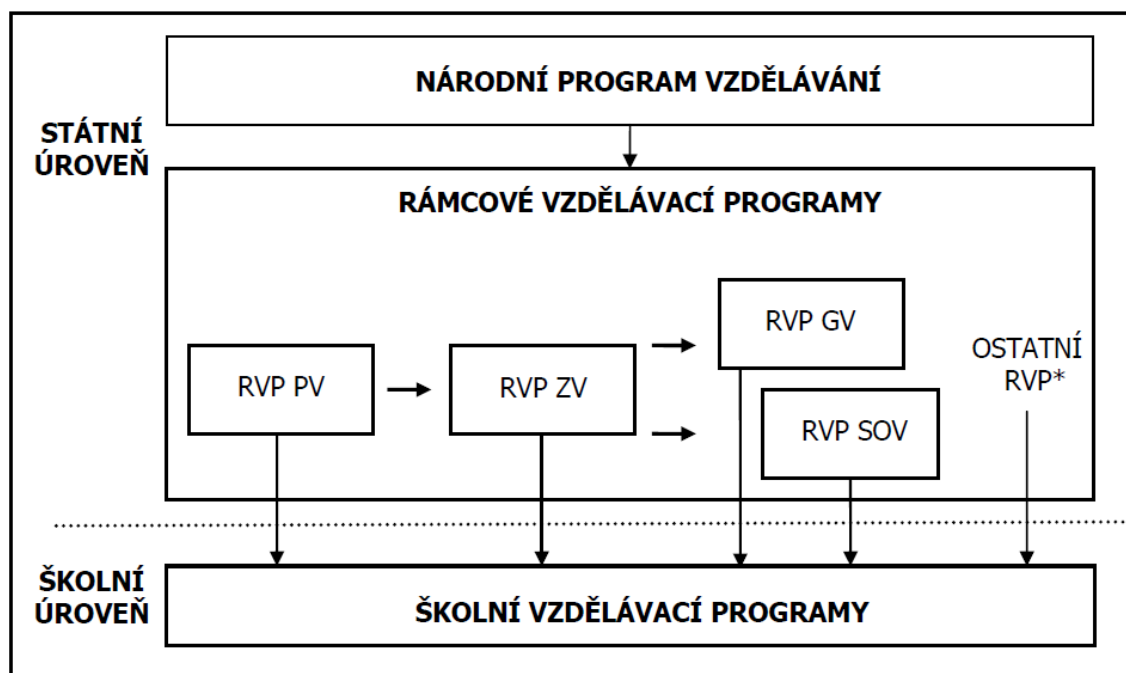 NÁRODNÍ PROGRAM VZDĚLÁVÁNÍ
STÁTNÍ
ÚROVEŇ
RÁMCOVÉ VZDĚLÁVACÍ PROGRAMY
RVP PV
RVP ZV
RVP GV
RVP SOV
OSTATNÍ
RVP*
ŠKOLNÍ
ÚROVEŇ
ŠKOLNÍ VZDĚLÁVACÍ PROGRAMY